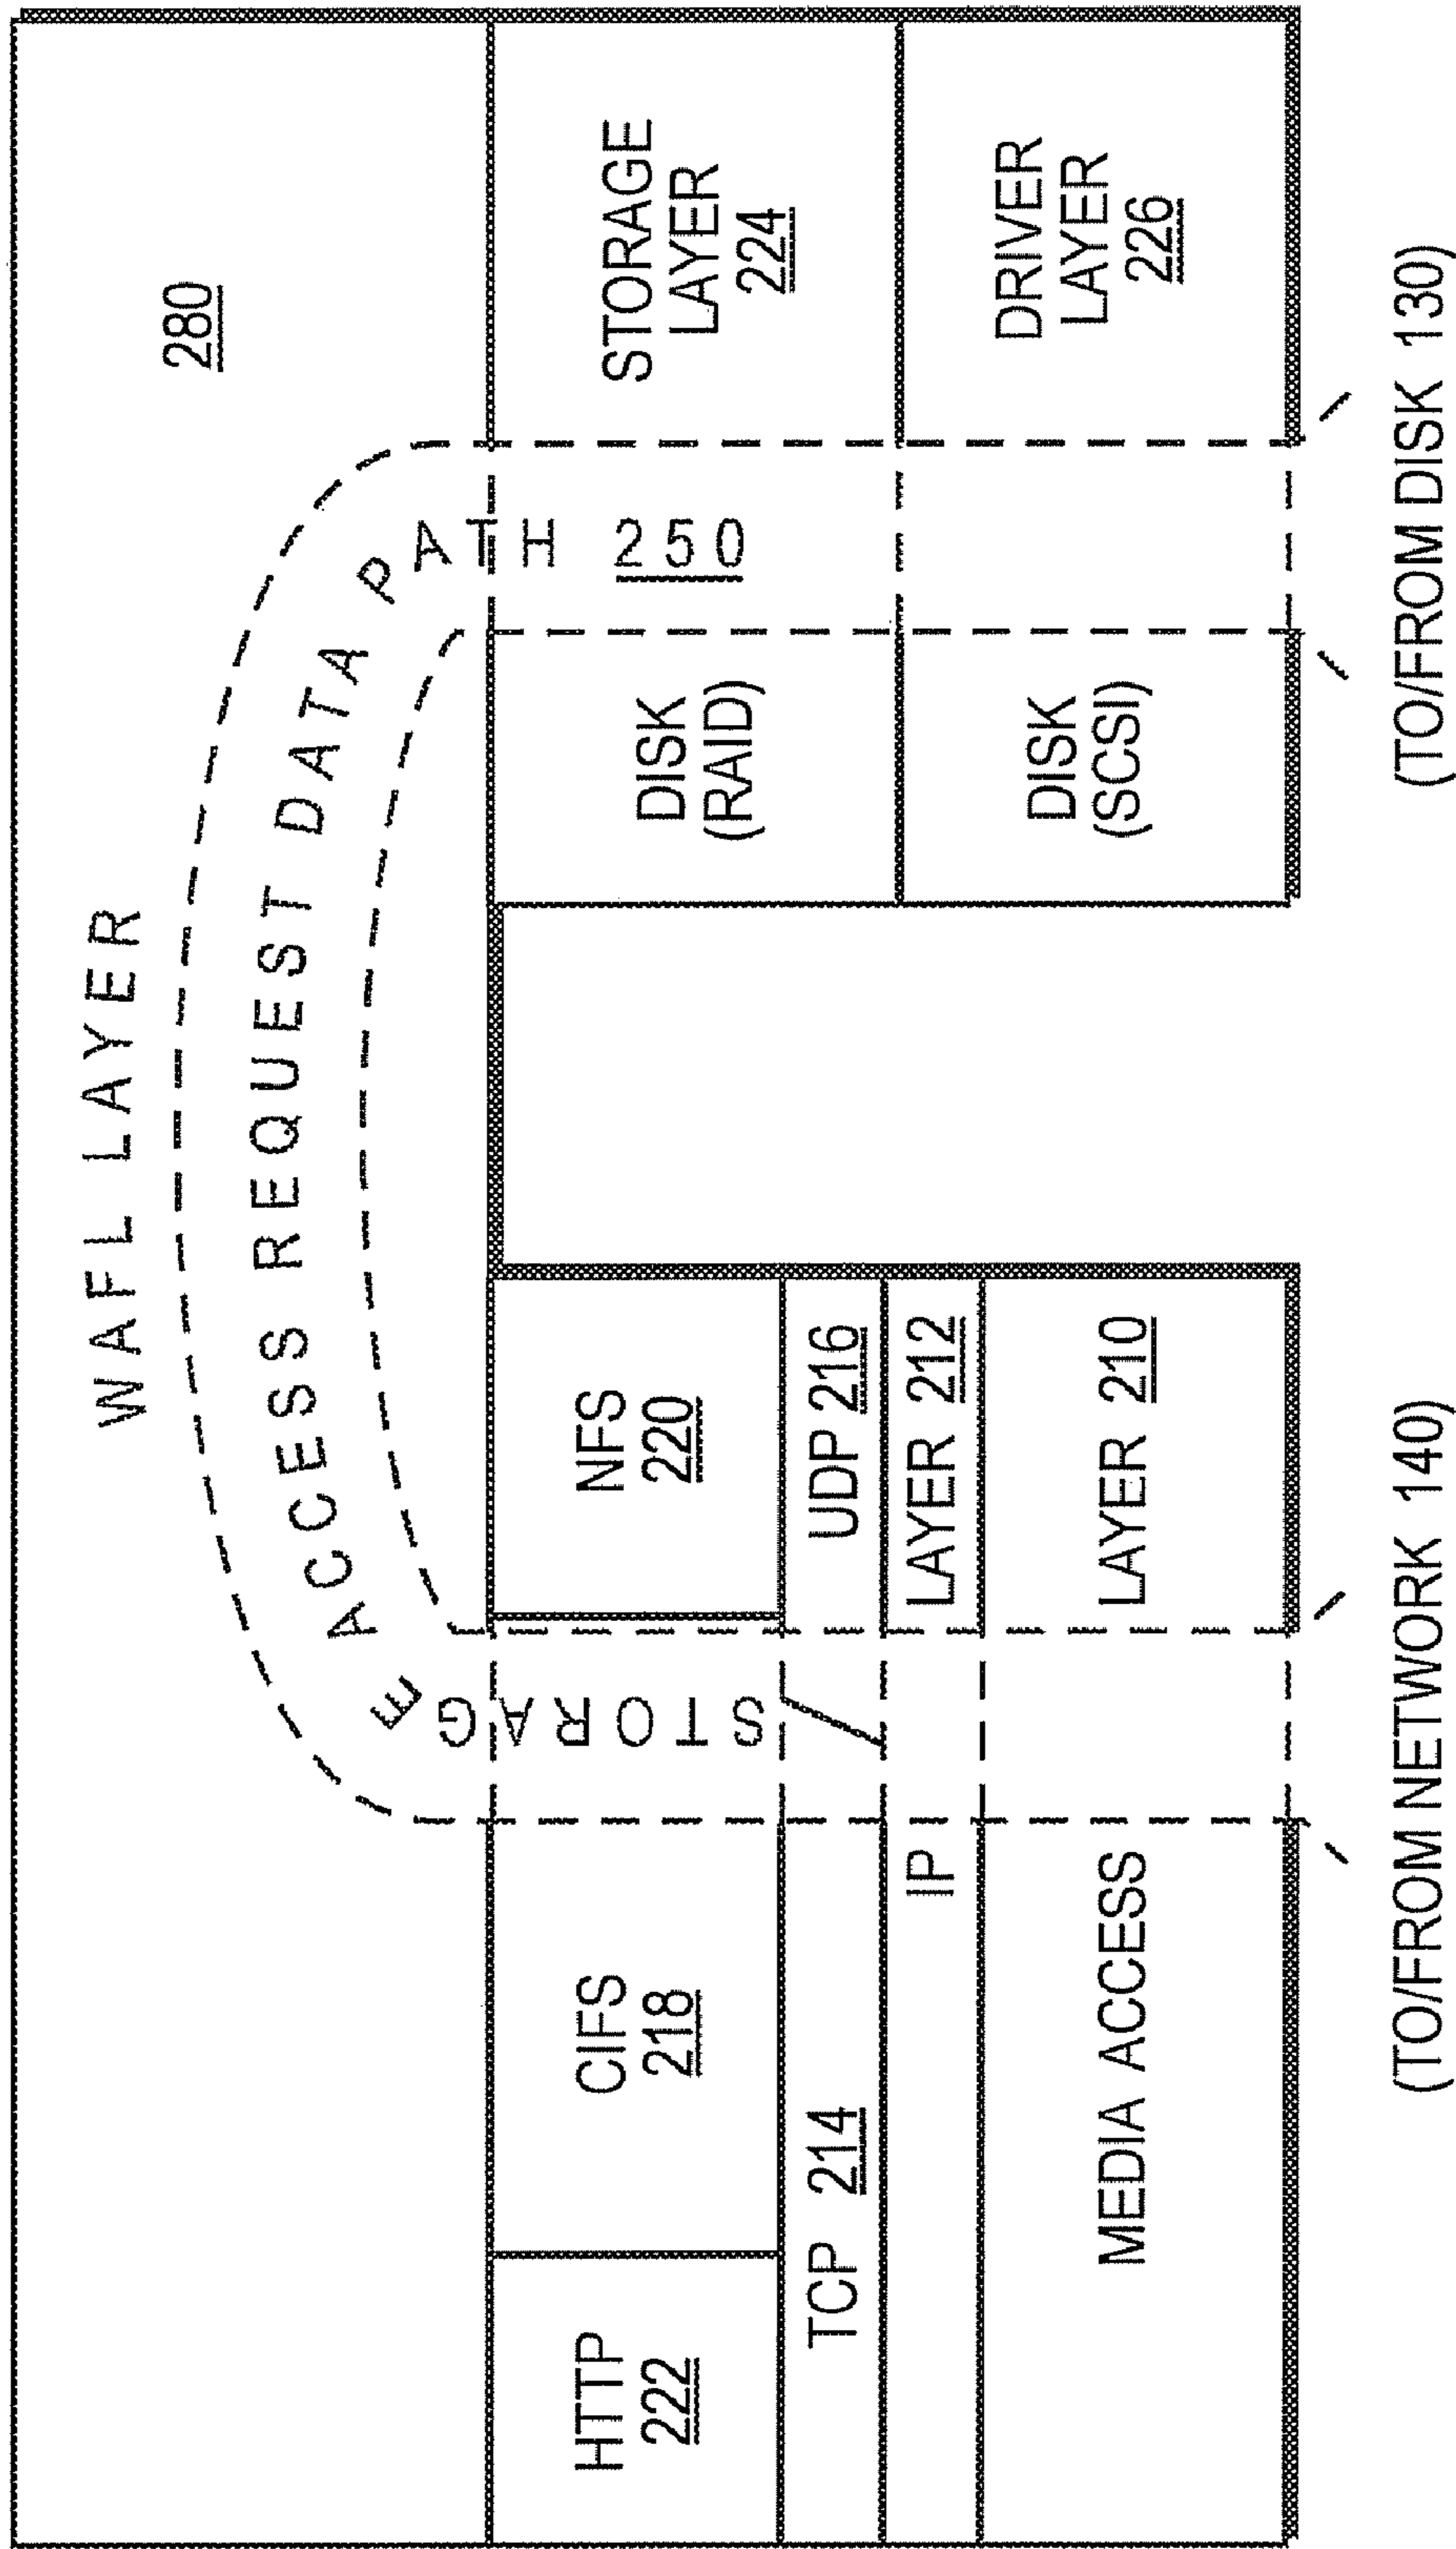 WAFL LAYER
280
STORAGE ACCESS REQUEST DATA PATH 250
HTTP
222
CIFS
218
NFS
220
TCP 214
UDP 216
IP
LAYER 212
MEDIA ACCESS
LAYER 210
DISK
(RAID)
STORAGE
LAYER
224
DISK
(SCSI)
DRIVER
LAYER
226
(TO/FROM NETWORK 140)
(TO/FROM DISK 130)